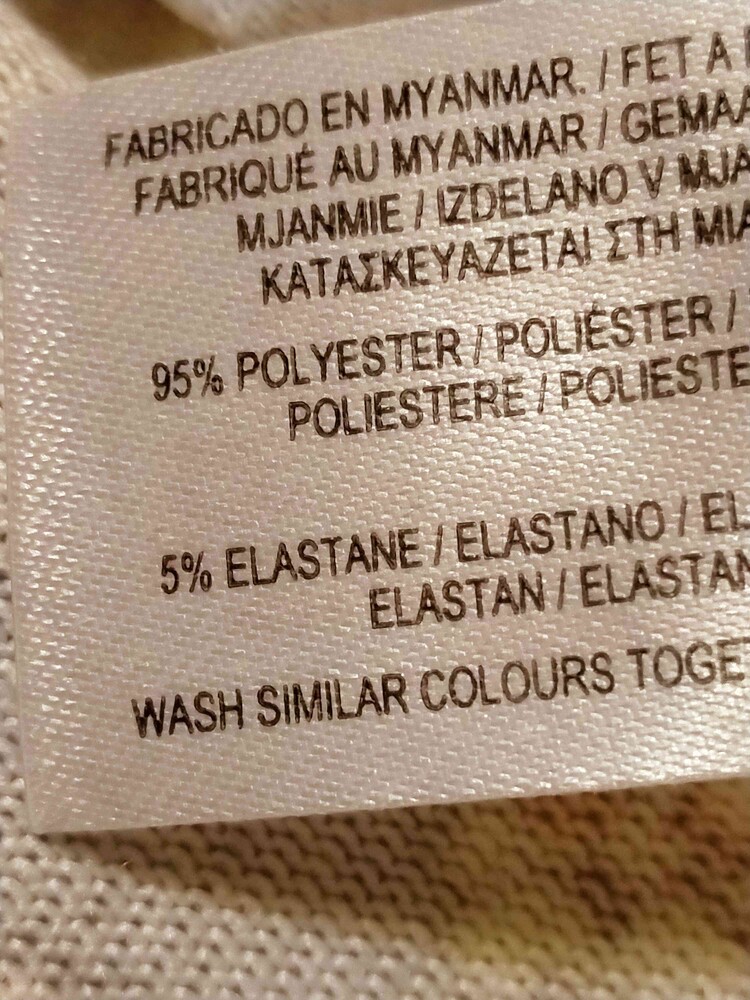 FABRICADO EN MYANMAR. / FET A
FABRIQUÉ AU MYANMAR / GEMAA
MJANMIE / IZDELANO V MJA
ΚΑΤΑΣΚΕΥΑΖΕΤΑΙ ΣΤΗ ΜΙΑ
95% POLYESTER / POLIÉSTER /
POLIESTERE / POLIESTE
5% ELASTANE / ELASTANO / EL
ELASTAN / ELASTAN
WASH SIMILAR COLOURS TOGE